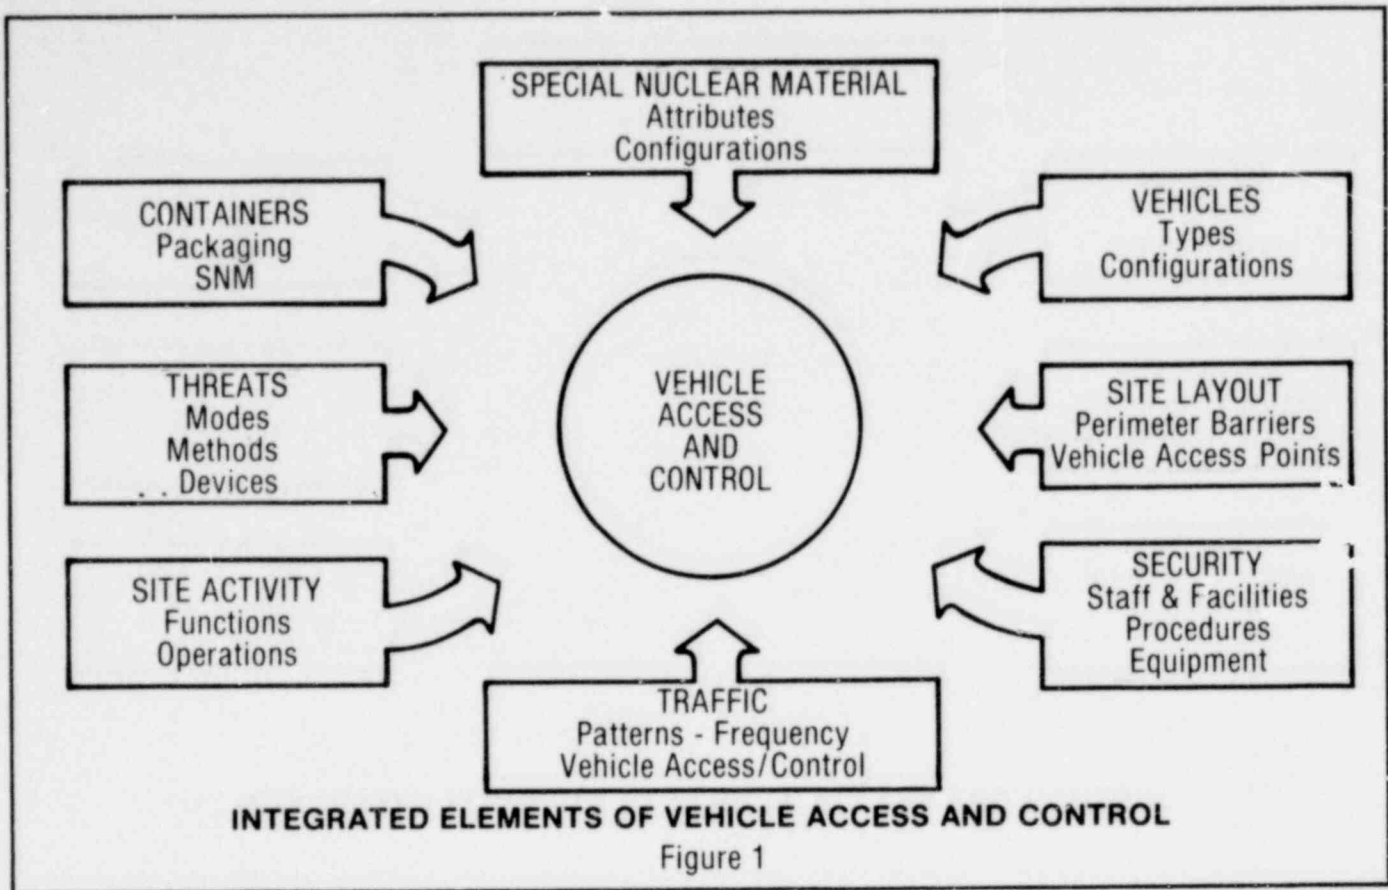 SPECIAL NUCLEAR MATERIAL
Attributes
Configurations
CONTAINERS
Packaging
SNM
VEHICLES
Types
Configurations
THREATS
Modes
Methods
Devices
VEHICLE
ACCESS
AND
CONTROL
SITE LAYOUT
Perimeter Barriers
Vehicle Access Points
SITE ACTIVITY
Functions
Operations
SECURITY
Staff & Facilities
Procedures
Equipment
TRAFFIC
Patterns - Frequency
Vehicle Access/Control
INTEGRATED ELEMENTS OF VEHICLE ACCESS AND CONTROL
Figure 1